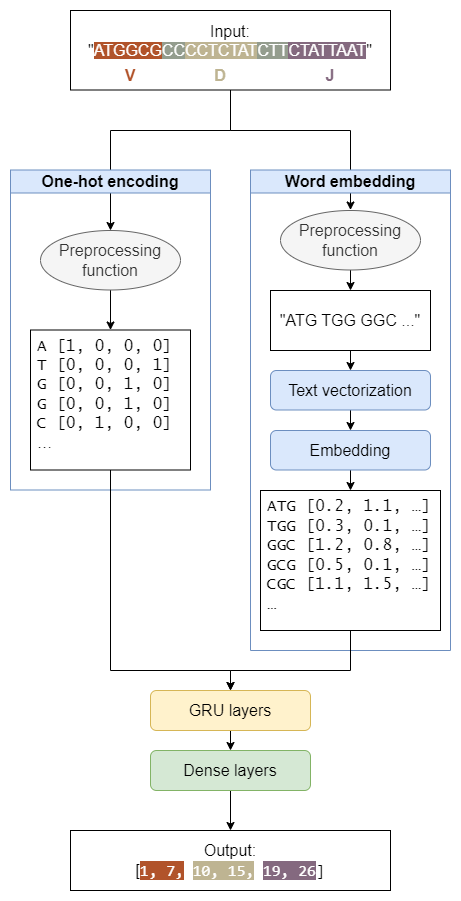 Input:
"ATGGCGCCCCCTCTATCTTCTATTAAT"
V D J
One-hot encoding
Preprocessing
function
A [1, 0, 0, 0]
T [0, 0, 0, 1]
G [0, 0, 1, 0]
G [0, 0, 1, 0]
C [0, 1, 0, 0]
...
Word embedding
Preprocessing
function
"ATG TGG GGC ..."
Text vectorization
Embedding
ATG [0.2, 1.1, …]
TGG [0.3, 0.1, …]
GGC [1.2, 0.8, …]
GCG [0.5, 0.1, …]
CGC [1.1, 1.5, …]
…
GRU layers
Dense layers
Output:
[1, 7, 10, 15, 19, 26]